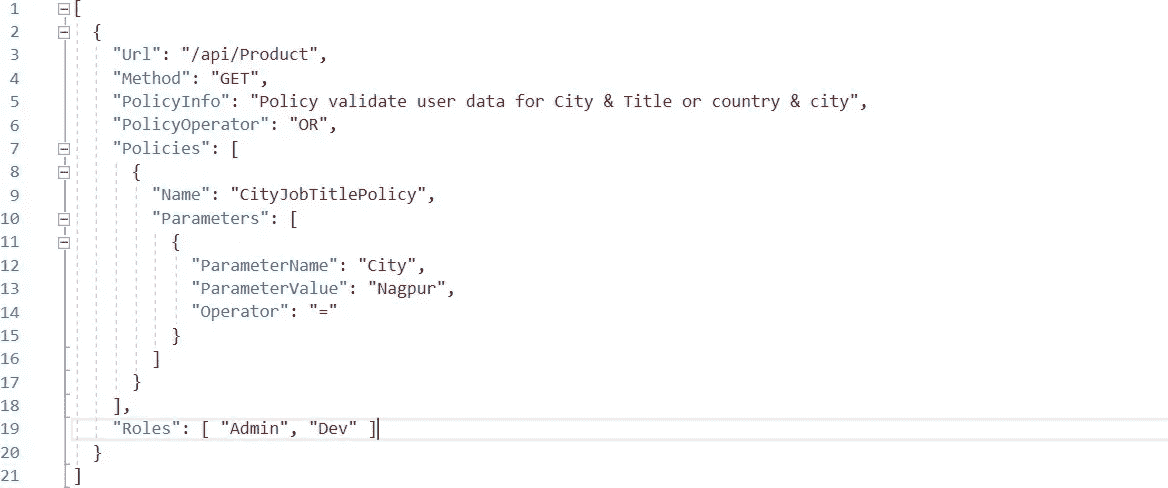 1 [
2 {
3 "Url": "/api/Product",
4 "Method": "GET",
5 "PolicyInfo": "Policy validate user data for City & Title or country & city",
6 "PolicyOperator": "OR",
7 "Policies": [
8 {
9 "Name": "CityJobTitlePolicy",
10 "Parameters": [
11 {
12 "ParameterName": "City",
13 "ParameterValue": "Nagpur",
14 "Operator": "="
15 }
16 ]
17 }
18 ],
19 "Roles": [ "Admin", "Dev" ]
20 }
21 ]